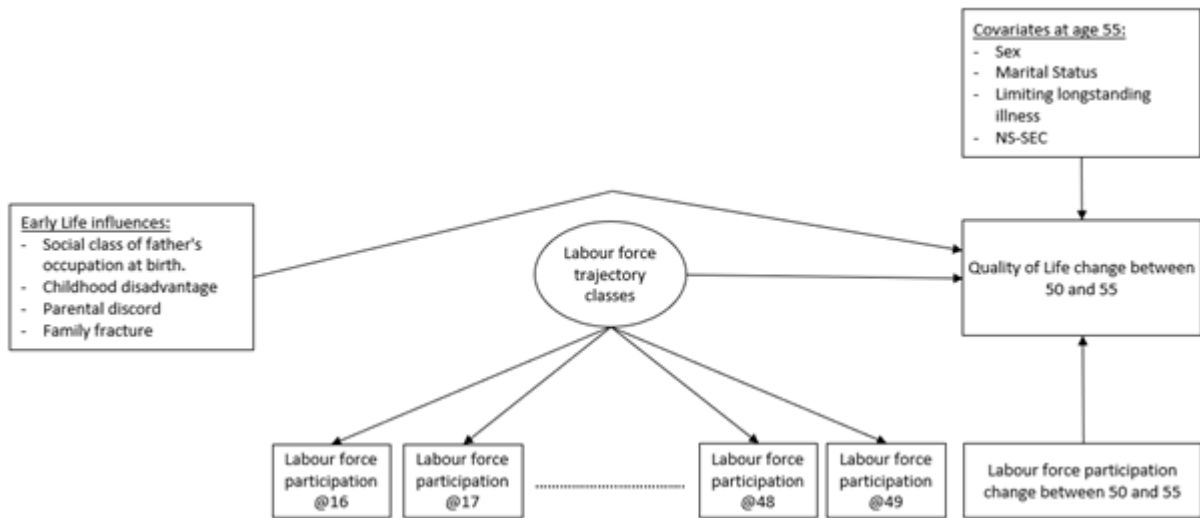 Covariates at age 55:
- Sex
- Marital Status
- Limiting longstanding
illness
- NS-SEC
Early Life influences:
- Social class of father's
occupation at birth.
- Childhood disadvantage
- Parental discord
- Family fracture
Labour force
trajectory
classes
Quality of Life change between
50 and 55
Labour force
participation
@16
Labour force
participation
@17
Labour force
participation
@48
Labour force
participation
@49
Labour force participation
change between 50 and 55